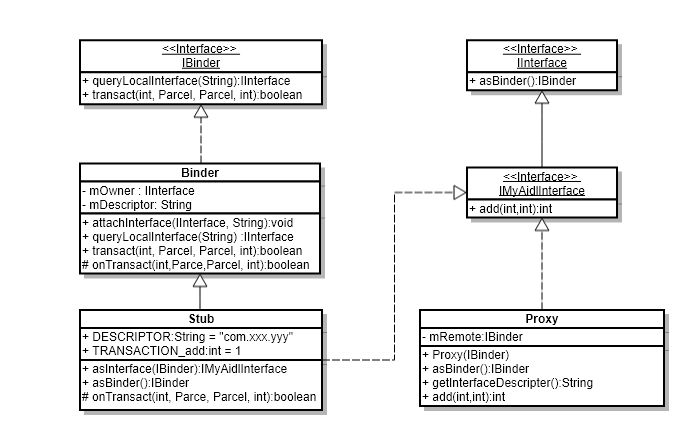 <<Interface>>
IBinder
+ queryLocalInterface(String):IInterface
+ transact(int, Parcel, Parcel, int):boolean
<<Interface>>
IInterface
+ asBinder():IBinder
Binder
- mOwner : IInterface
- mDescriptor: String
+ attachInterface(IInterface, String):void
+ queryLocalInterface(String) :IInterface
+ transact(int, Parcel, Parcel, int):boolean
# onTransact(int,Parce,Parcel, int):boolean
<<Interface>>
IMyAidlInterface
+ add(int,int):int
Stub
+ DESCRIPTOR:String = "com.xxx.yyy"
+ TRANSACTION_add:int = 1
+ asInterface(IBinder):IMyAidlInterface
+ asBinder():IBinder
# onTransact(int, Parce, Parcel, int):boolean
Proxy
- mRemote:IBinder
+ Proxy(IBinder)
+ asBinder():IBinder
+ getInterfaceDescripter():String
+ add(int,int):int